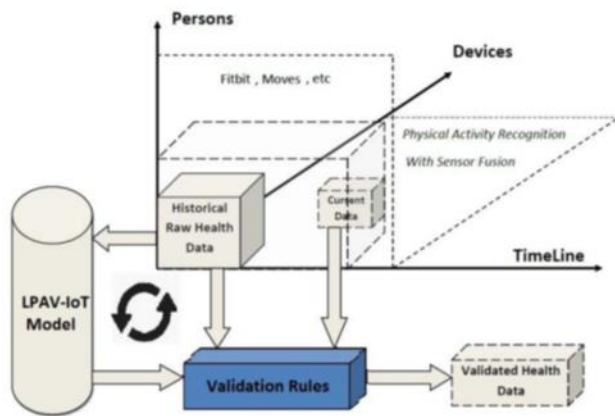 Persons
Devices
Fitbit , Moves, etc
Physical Activity Recognition
With Sensor Fusion
Historical
Raw Health
Data
Current
Data
TimeLine
LPAV-IoT
Model
Validation Rules
Validated Health
Data